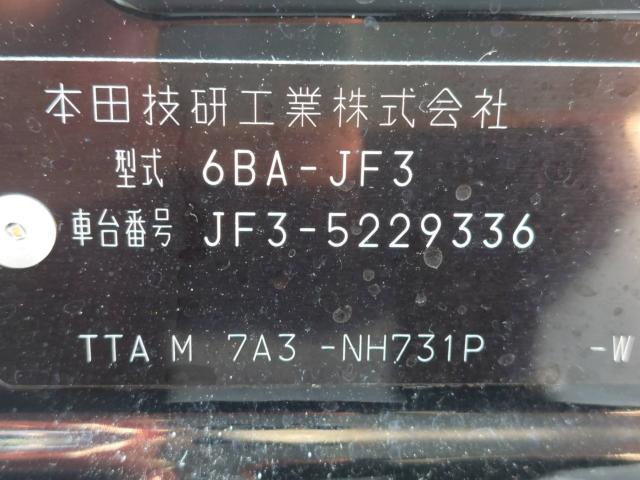 本田技研工業株式会社
型式 6BA-JF3
車台番号 JF3-5229336
TTA M 7A3 -NH731P -W